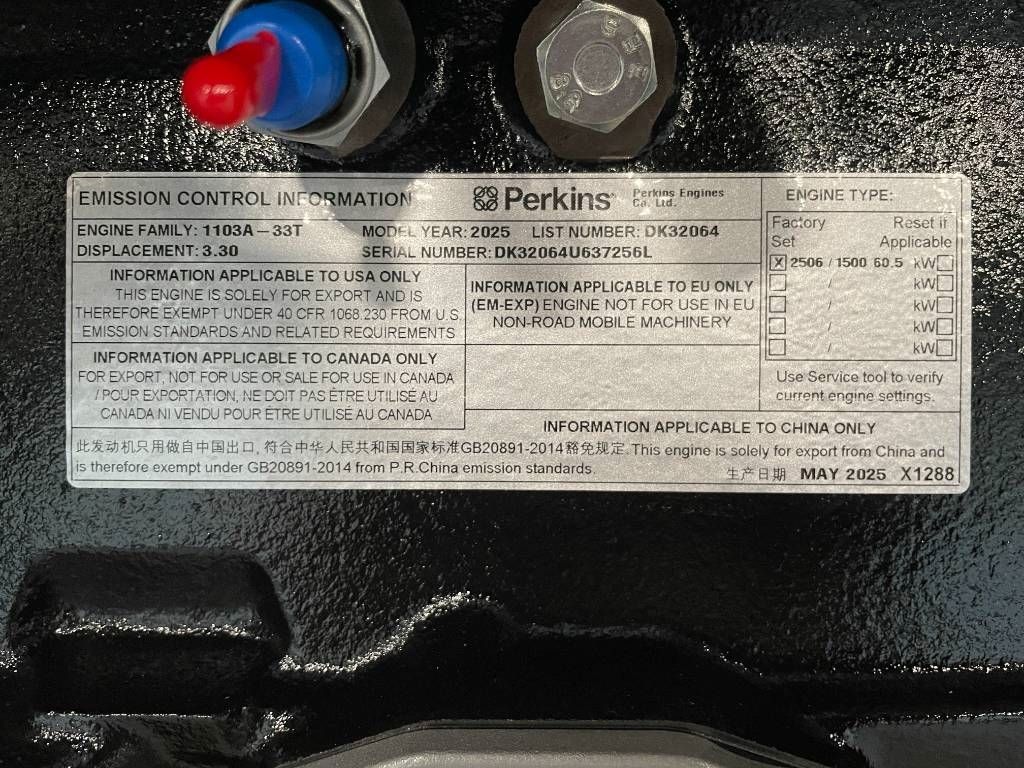 EMISSION CONTROL INFORMATION
Perkins
Perkins Engines
Ca. Ltd.
ENGINE FAMILY: 1103A-33T MODEL YEAR: 2025 LIST NUMBER: DK32064
DISPLACEMENT: 3.30 SERIAL NUMBER: DK32064U637256L
INFORMATION APPLICABLE TO USA ONLY
THIS ENGINE IS SOLELY FOR EXPORT AND IS
THEREFORE EXEMPT UNDER 40 CFR 1068.230 FROM U.S.
EMISSION STANDARDS AND RELATED REQUIREMENTS
INFORMATION APPLICABLE TO EU ONLY
(EM-EXP) ENGINE NOT FOR USE IN EU
NON-ROAD MOBILE MACHINERY
INFORMATION APPLICABLE TO CANADA ONLY
FOR EXPORT, NOT FOR USE OR SALE FOR USE IN CANADA
/ POUR EXPORTATION, NE DOIT PAS ÊTRE UTILISÉ AU
CANADA NI VENDU POUR ÊTRE UTILISÉ AU CANADA
ENGINE TYPE:
Factory Reset if
Set Applicable
X 2506 / 1500 60.5 kW
/ kW
/ kW
/ kW
/ kW
Use Service tool to verify
current engine settings.
INFORMATION APPLICABLE TO CHINA ONLY
此发动机只用做自中国出口, 符合中华人民共和国国家标准GB20891-2014豁免规定. This engine is solely for export from China and
is therefore exempt under GB20891-2014 from P.R.China emission standards.
生产日期 MAY 2025 X1288